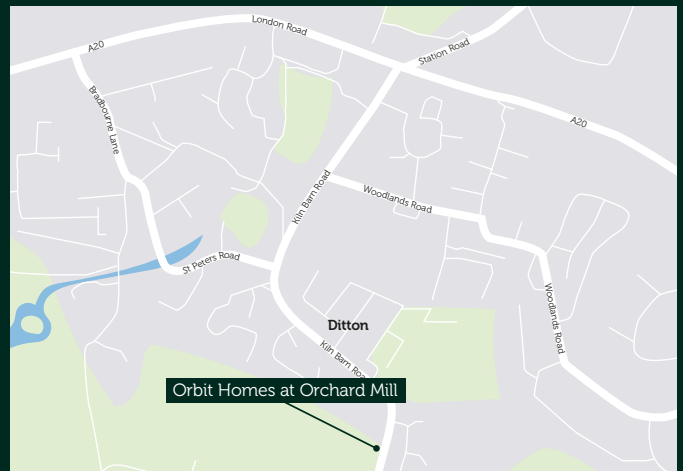 London Road
A20
Station Road
Bradbourne Lane
A20
Kiln Barn Road
Woodlands Road
St Peters Road
Woodlands Road
Ditton
Kiln Barn Roa
Orbit Homes at Orchard Mill